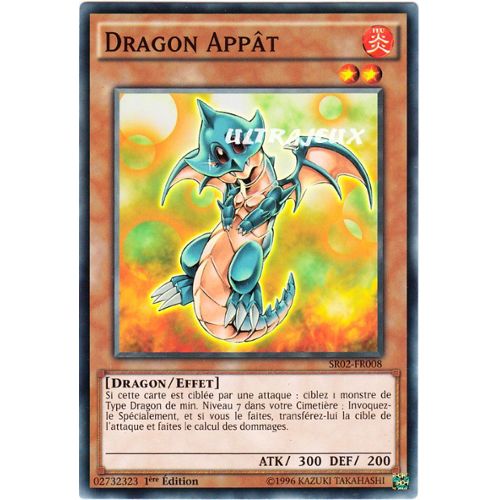 DRAGON APPÂT
FEU
炎
ULTRAJEUX
SR02-FR008
[DRAGON/EFFET]
Si cette carte est ciblée par une attaque : ciblez 1 monstre de
Type Dragon de min. Niveau 7 dans votre Cimetière ; Invoquez-
le Spécialement, et si vous le faites, transférez-lui la cible de
l'attaque et faites le calcul des dommages.
ATK/ 300 DEF/ 200
02732323 1ère Édition ©1996 KAZUKI TAKAHASHI